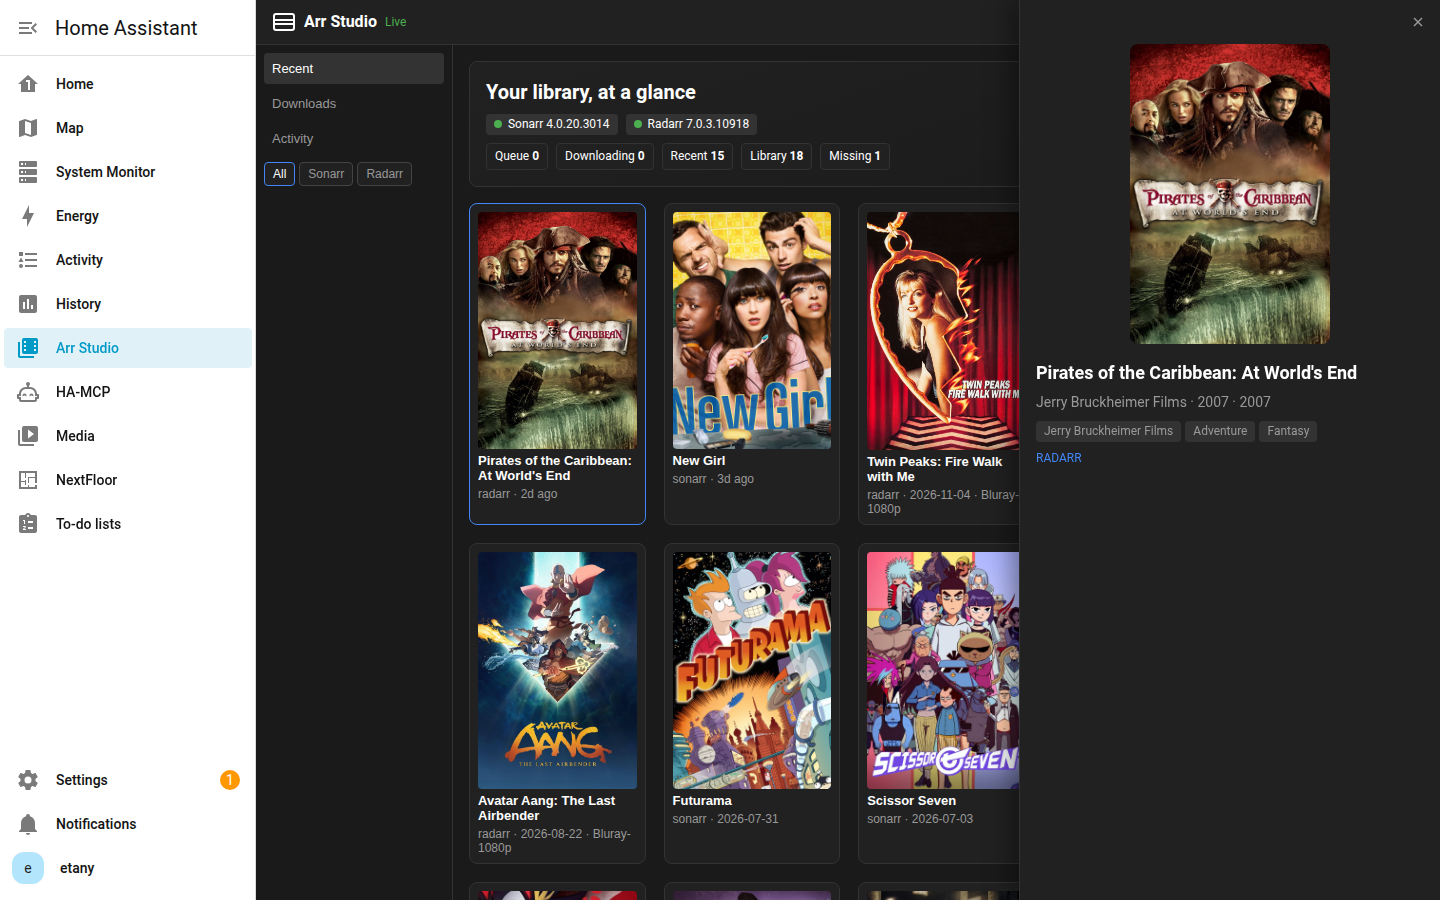 Home Assistant
Home
Map
System Monitor
Energy
Activity
History
Arr Studio
HA-MCP
Media
NextFloor
To-do lists
Settings
1
Notifications
e
etany
Arr Studio Live
Recent
Downloads
Activity
All Sonarr Radarr
Your library, at a glance
Sonarr 4.0.20.3014 Radarr 7.0.3.10918
Queue 0 Downloading 0 Recent 15 Library 18 Missing 1
PIRATES of the CARIBBEAN
AT WORLD'S END
Pirates of the Caribbean:
At World's End
radarr · 2d ago
New Girl
New Girl
sonarr · 3d ago
TWIN PEAKS
FIRE WALK WITH M
Twin Peaks: Fire Walk
with Me
radarr · 2026-11-04 · Bluray-
1080p
AVATAR
AANG
THE LAST AIRBENDER
Avatar Aang: The Last
Airbender
radarr · 2026-08-22 · Bluray-
1080p
FUTURAMA
Futurama
sonarr · 2026-07-31
SCISSOR SEVEN
Scissor Seven
sonarr · 2026-07-03
×
PIRATES of the CARIBBEAN
AT WORLD'S END
Pirates of the Caribbean: At World's End
Jerry Bruckheimer Films · 2007 · 2007
Jerry Bruckheimer Films Adventure Fantasy
RADARR